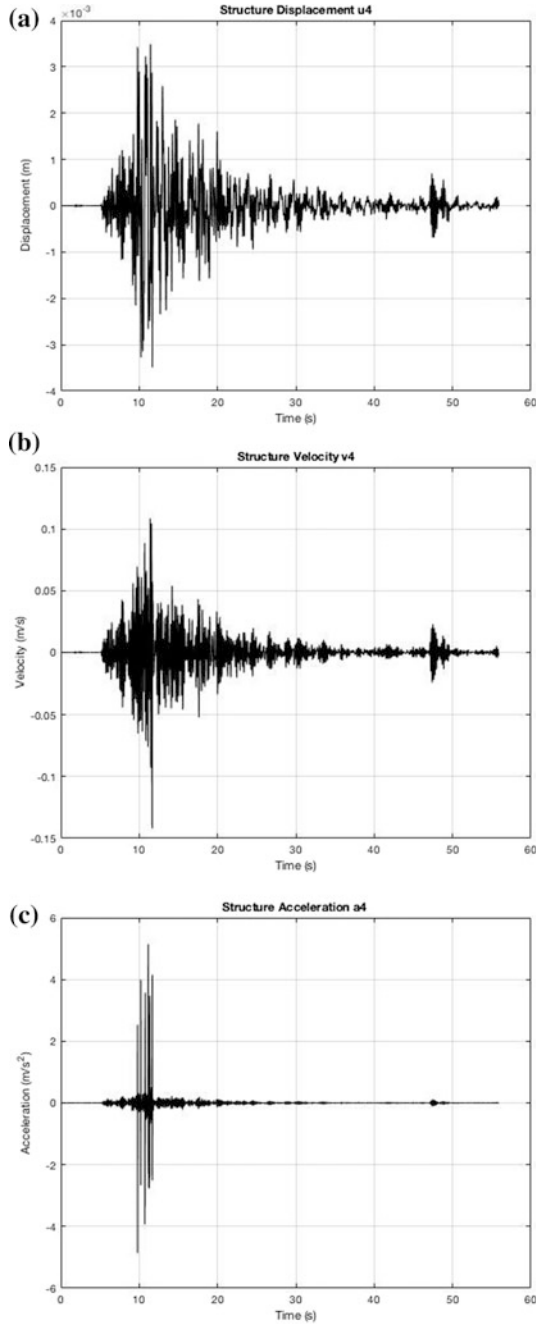 (a)
Structure Displacement u4
×10⁻³
Displacement (m)
4
3
2
1
0
-1
-2
-3
-4
0 10 20 30 40 50 60
Time (s)
(b)
Structure Velocity v4
Velocity (m/s)
0.15
0.1
0.05
0
-0.05
-0.1
-0.15
0 10 20 30 40 50 60
Time (s)
(c)
Structure Acceleration a4
Acceleration (m/s²)
6
4
2
0
-2
-4
-6
0 10 20 30 40 50 60
Time (s)